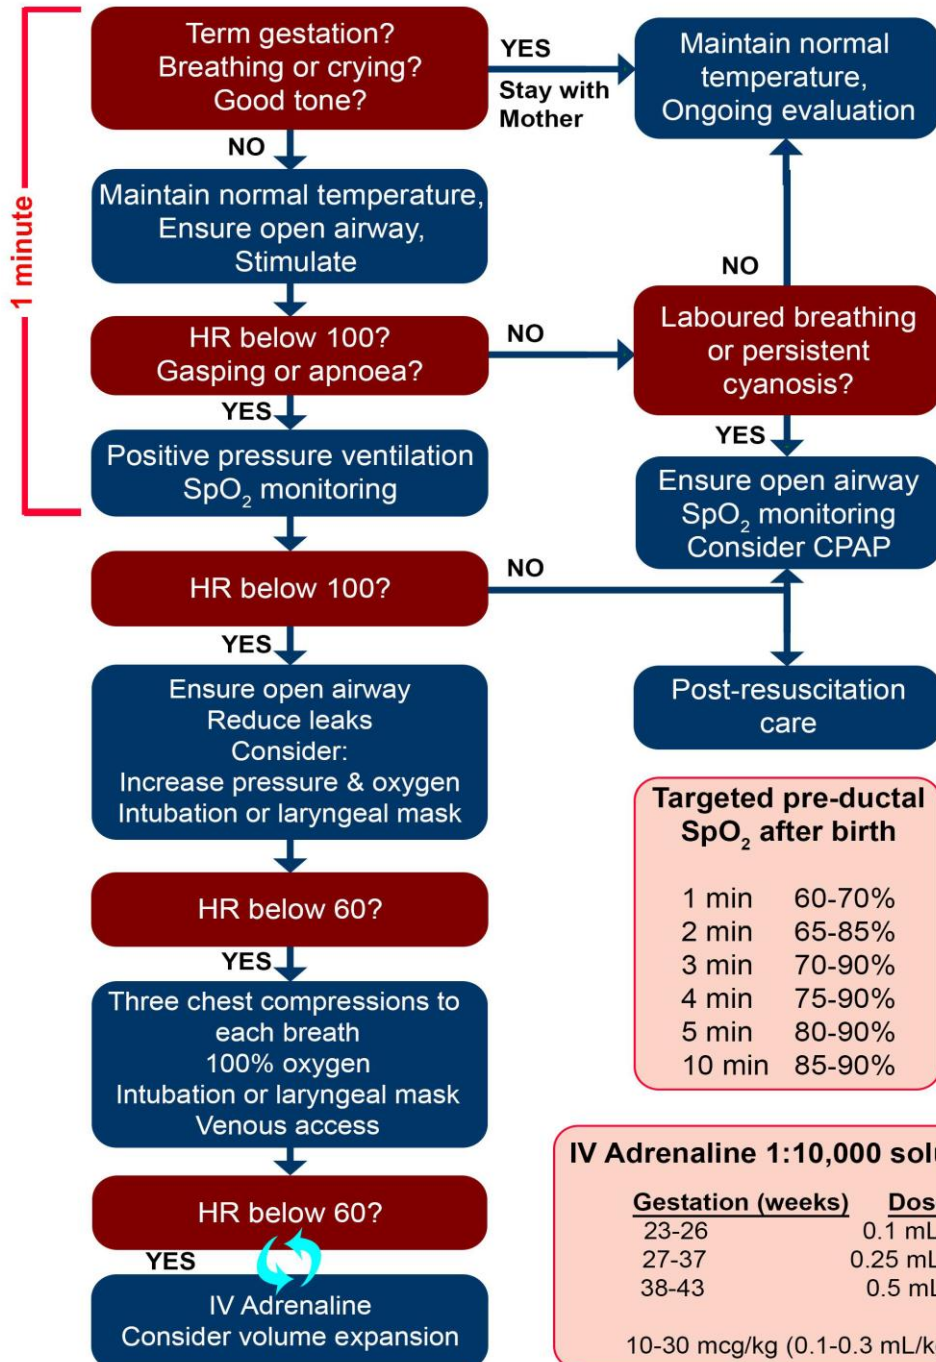 1 minute
Term gestation?
Breathing or crying?
Good tone?
YES
Stay with
Mother
Maintain normal
temperature,
Ongoing evaluation
NO
Maintain normal temperature,
Ensure open airway,
Stimulate
NO
HR below 100?
Gasping or apnoea?
NO
Laboured breathing
or persistent
cyanosis?
YES
YES
Positive pressure ventilation
SpO₂ monitoring
Ensure open airway
SpO₂ monitoring
Consider CPAP
HR below 100?
NO
YES
Post-resuscitation
care
Ensure open airway
Reduce leaks
Consider:
Increase pressure & oxygen
Intubation or laryngeal mask
HR below 60?
YES
Three chest compressions to
each breath
100% oxygen
Intubation or laryngeal mask
Venous access
HR below 60?
YES
IV Adrenaline
Consider volume expansion
Targeted pre-ductal
SpO₂ after birth
1 min 60-70%
2 min 65-85%
3 min 70-90%
4 min 75-90%
5 min 80-90%
10 min 85-90%
IV Adrenaline 1:10,000
Gestation (weeks)
23-26 0.1 mL
27-37 0.25 mL
38-43 0.5 mL
10-30 mcg/kg (0.1-0.3